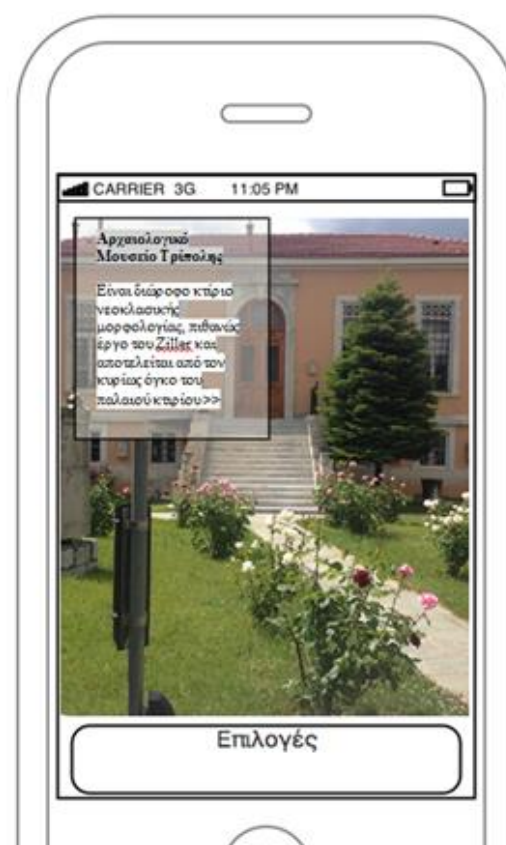 CARRIER 3G 11:05 PM
Αρχαιολογικό
Μουσείο Τρίπολης
Είναι διώροφο κτίριο
νεοκλασικής
μορφολογίας, πιθανώς
έργο του Ziller και
αποτελείται από τον
κυρίως όγκο του
παλαιού κτιρίου>>
Επιλογές